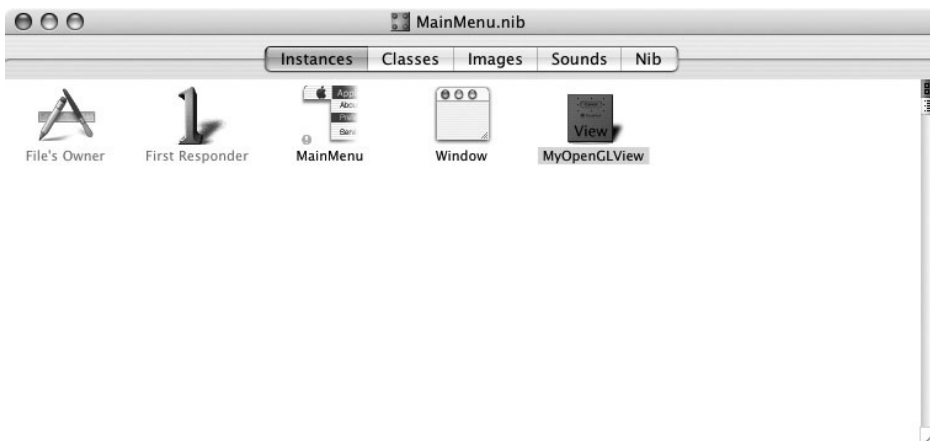 MainMenu.nib
Instances Classes Images Sounds Nib
View
File's Owner First Responder MainMenu Window MyOpenGLView